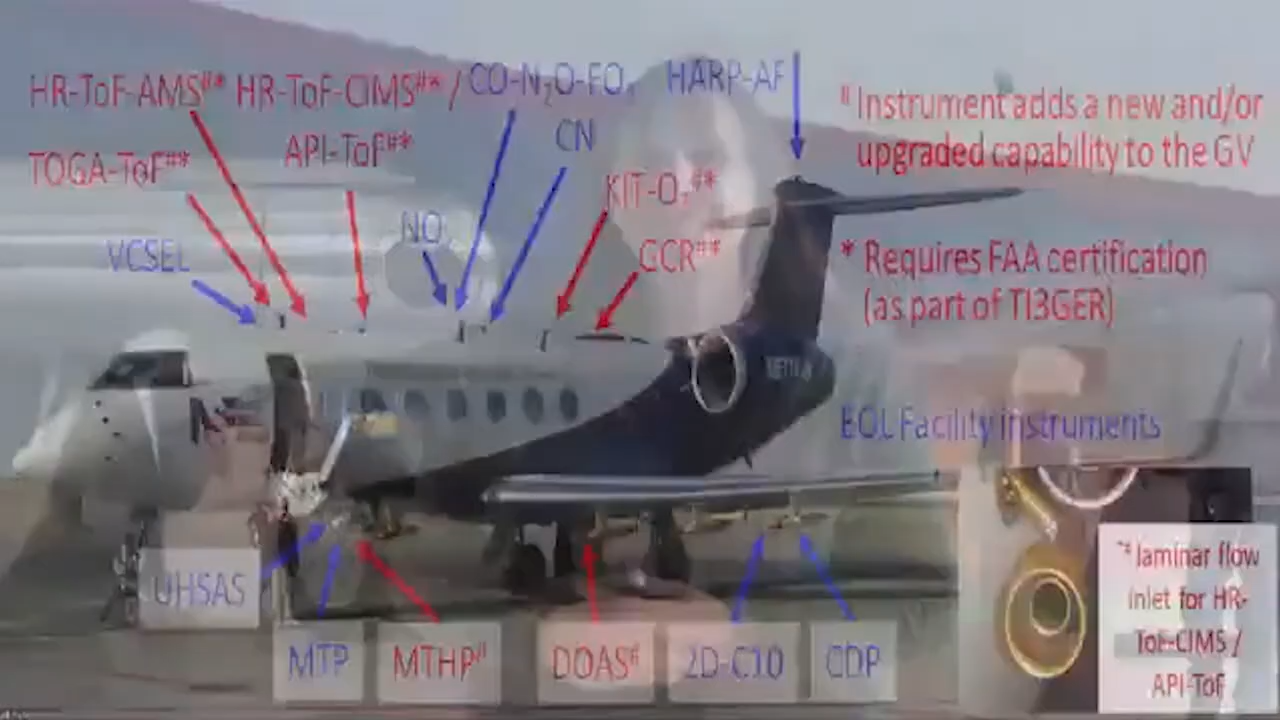 HR-ToF-AMS#* HR-ToF-CIMS#* / CO-N2O-FO3 HARP-AF
CN
API-ToF#*
TOGA-ToF#*
KIT-O3#*
NO
VCSEL
GCR#*
# Instrument adds a new and/or
upgraded capability to the GV
* Requires FAA certification
(as part of TI3GER)
EOL Facility instruments
UHSAS
MTP
MTHP#
DOAS#
2D-C10
CDP
*# laminar flow
inlet for HR-
ToF-CIMS /
API-ToF